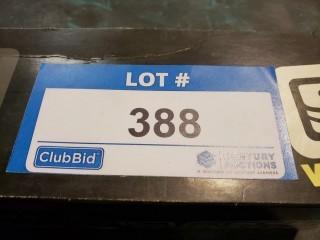 LOT #
388
ClubBid
CENTURY
AUCTIONS